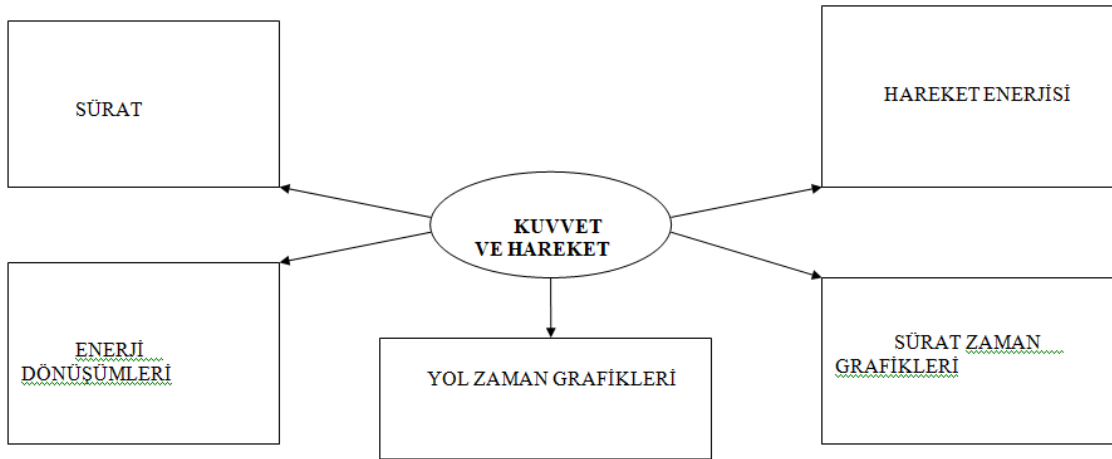 SÜRAT
HAREKET ENERJİSİ
KUVVET
VE HAREKET
ENERJİ
DÖNÜŞÜMLERİ
YOL ZAMAN GRAFİKLERİ
SÜRAT ZAMAN
GRAFİKLERİ